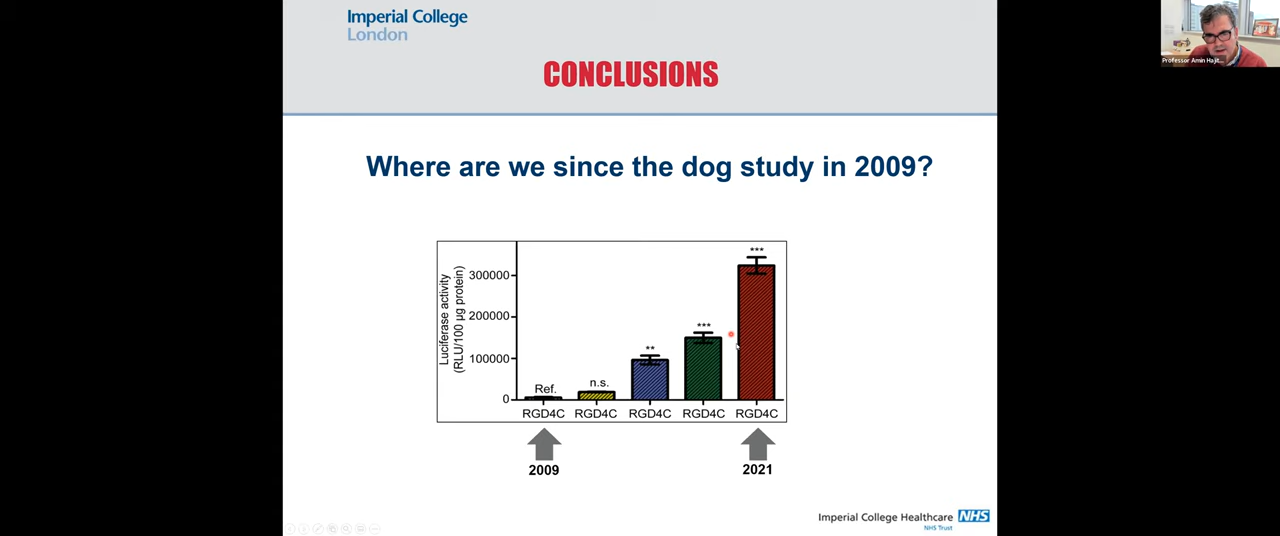 Imperial College
London
CONCLUSIONS
Professor Amin Hajit...
Where are we since the dog study in 2009?
Luciferase activity
(RLU/100 µg protein)
300000
200000
100000
0
Ref.
n.s.
**
***
***
RGD4C RGD4C RGD4C RGD4C RGD4C
2009
2021
Imperial College Healthcare NHS
NHS Trust